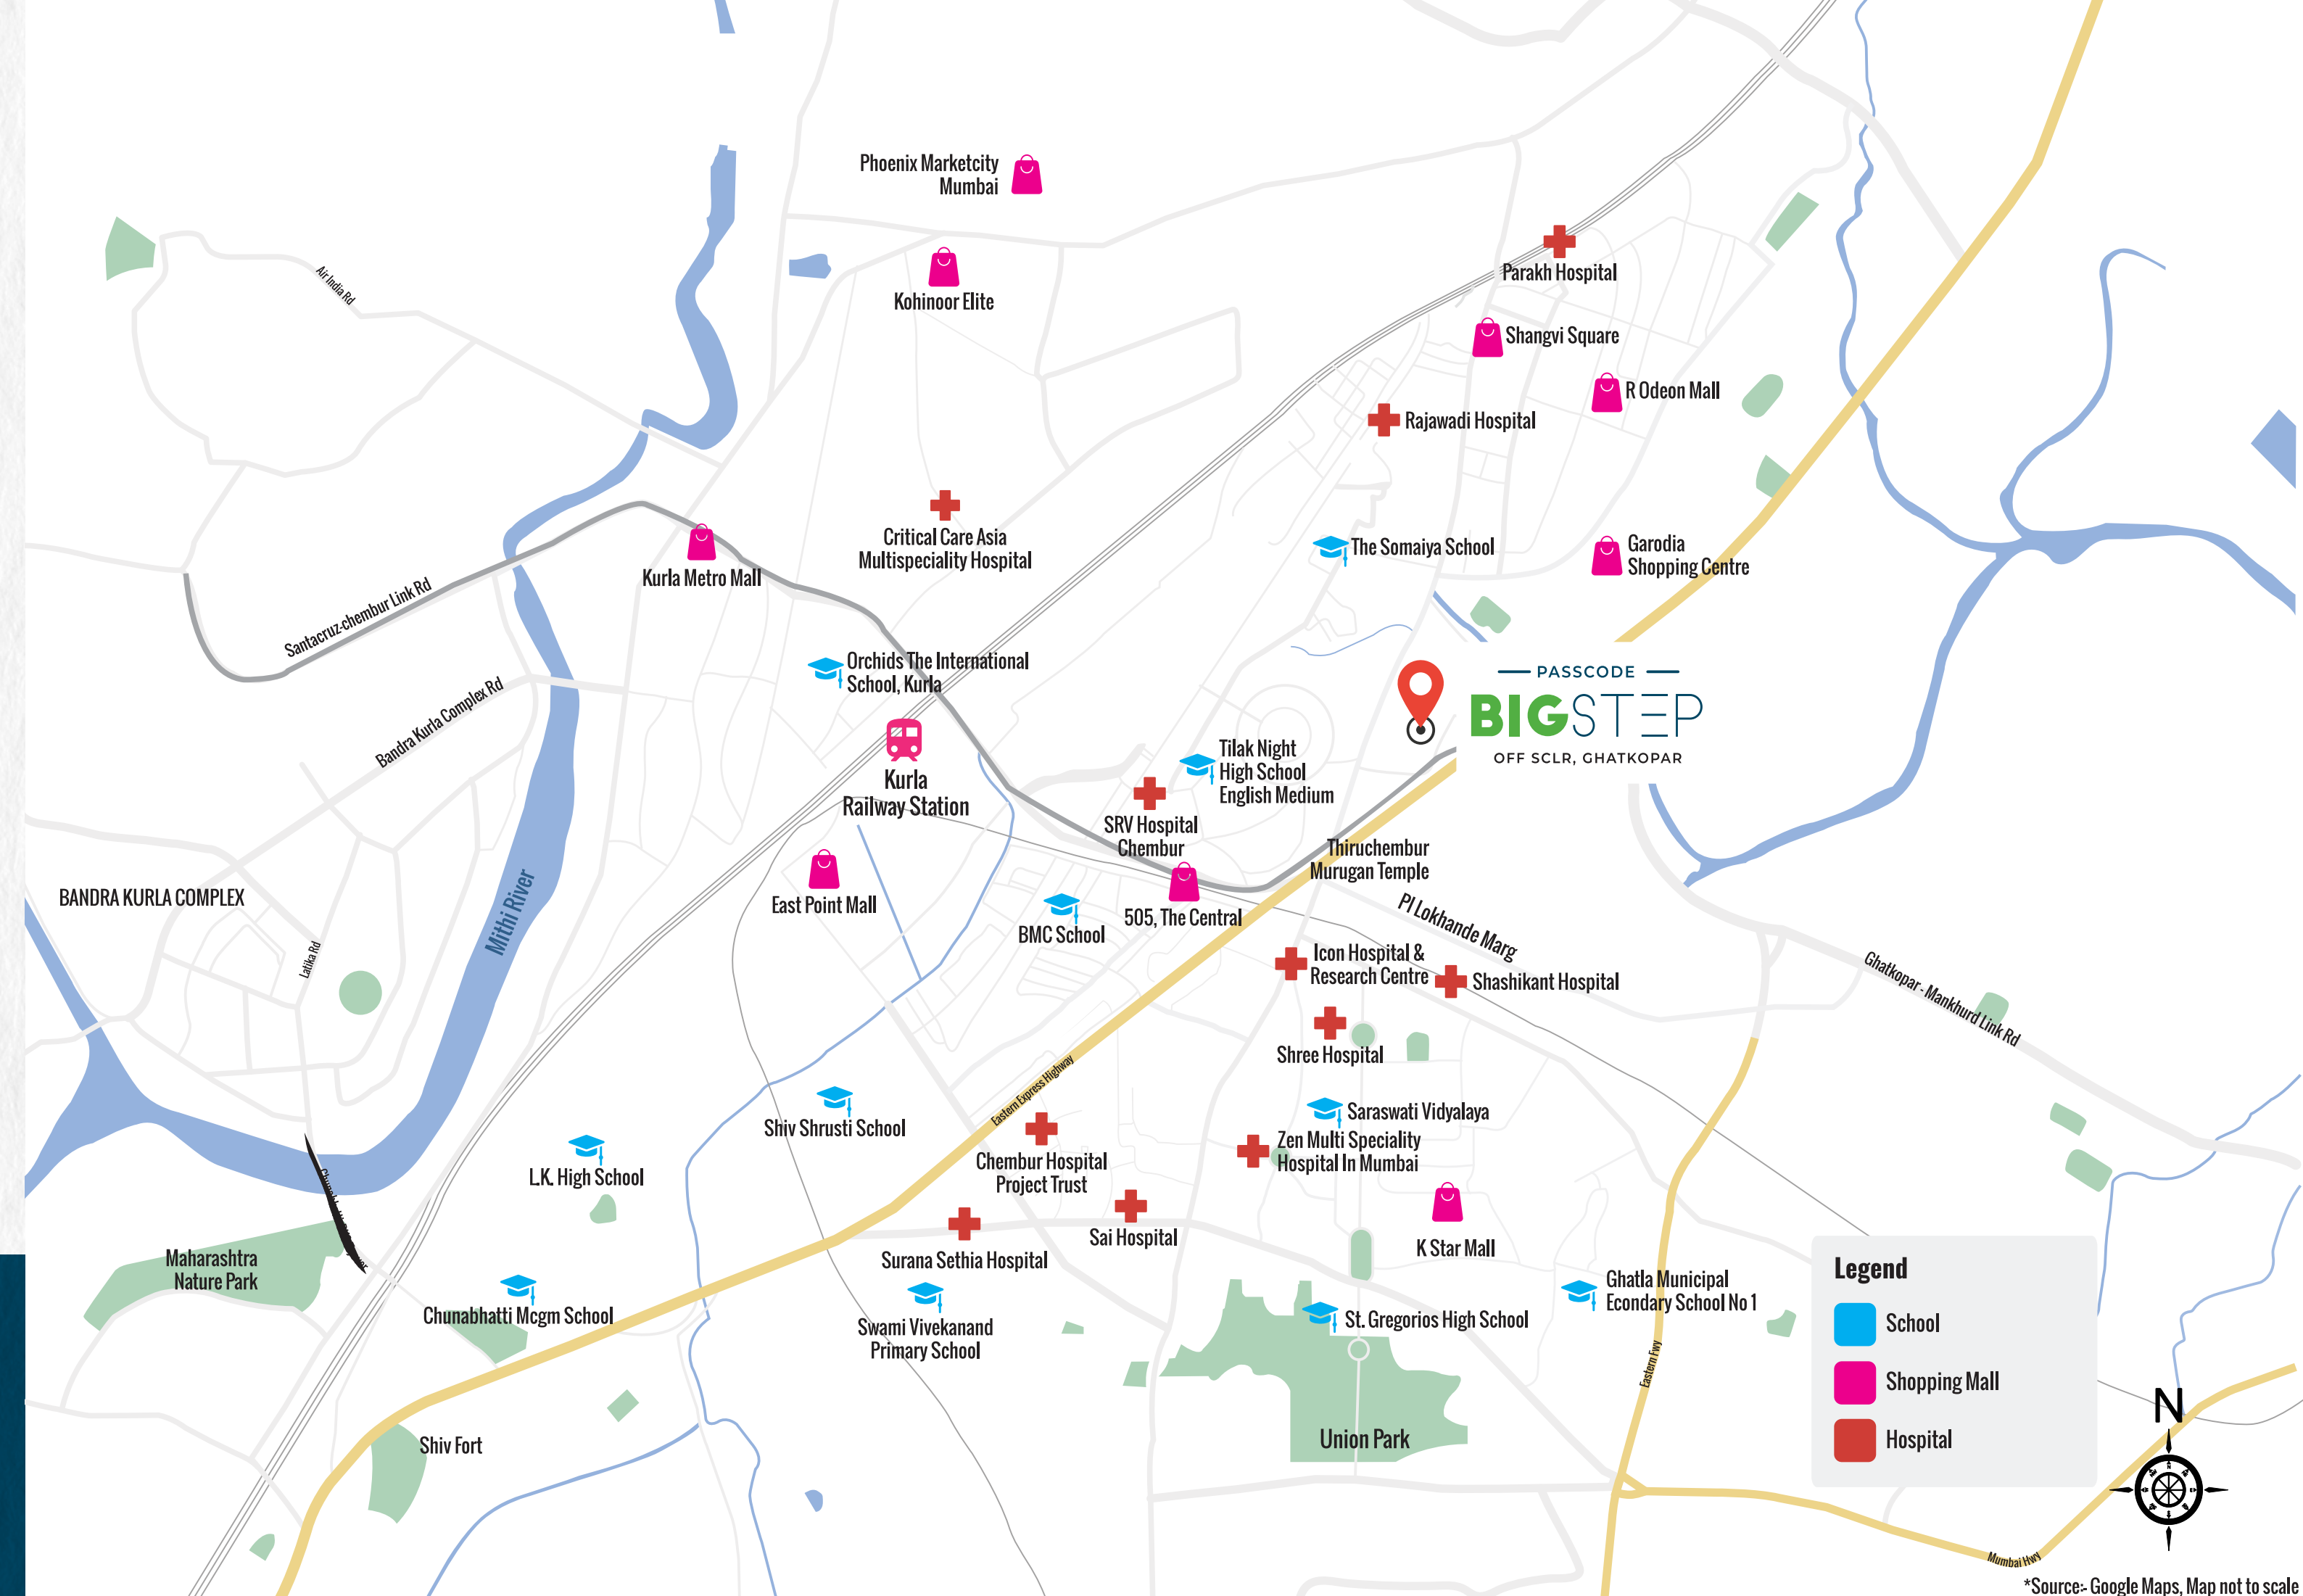 Phoenix Marketcity
Mumbai
Kohinoor Elite
Air India Rd
Parakh Hospital
Shangvi Square
R Odeon Mall
Rajawadi Hospital
Critical Care Asia
Multispeciality Hospital
Kurla Metro Mall
The Somaiya School
Garodia
Shopping Centre
Santacruz-chembur Link Rd
Orchids The International
School, Kurla
Bandra Kurla Complex Rd
PASSCODE
BIGSTEP
OFF SCLR, GHATKOPAR
Kurla
Railway Station
Tilak Night
High School
English Medium
SRV Hospital
Chembur
Thiruchembur
Murugan Temple
BANDRA KURLA COMPLEX
East Point Mall
505, The Central
BMC School
Pl Lokhande Marg
Mithi River
Latika Rd
Icon Hospital &
Research Centre
Shashikant Hospital
Ghatkopar - Mankhurd Link Rd
Shree Hospital
Eastern Express Highway
Shiv Shrusti School
Saraswati Vidyalaya
Zen Multi Speciality
Hospital In Mumbai
L.K. High School
Chembur Hospital
Project Trust
Sai Hospital
Surana Sethia Hospital
K Star Mall
Maharashtra
Nature Park
Chunabhatti Mcgm School
Swami Vivekanand
Primary School
St. Gregorios High School
Ghatla Municipal
Econdary School No 1
Eastern Fwy
Shiv Fort
Union Park
Legend
School
Shopping Mall
Hospital
N
Mumbai Hwy
*Source:- Google Maps, Map not to scale